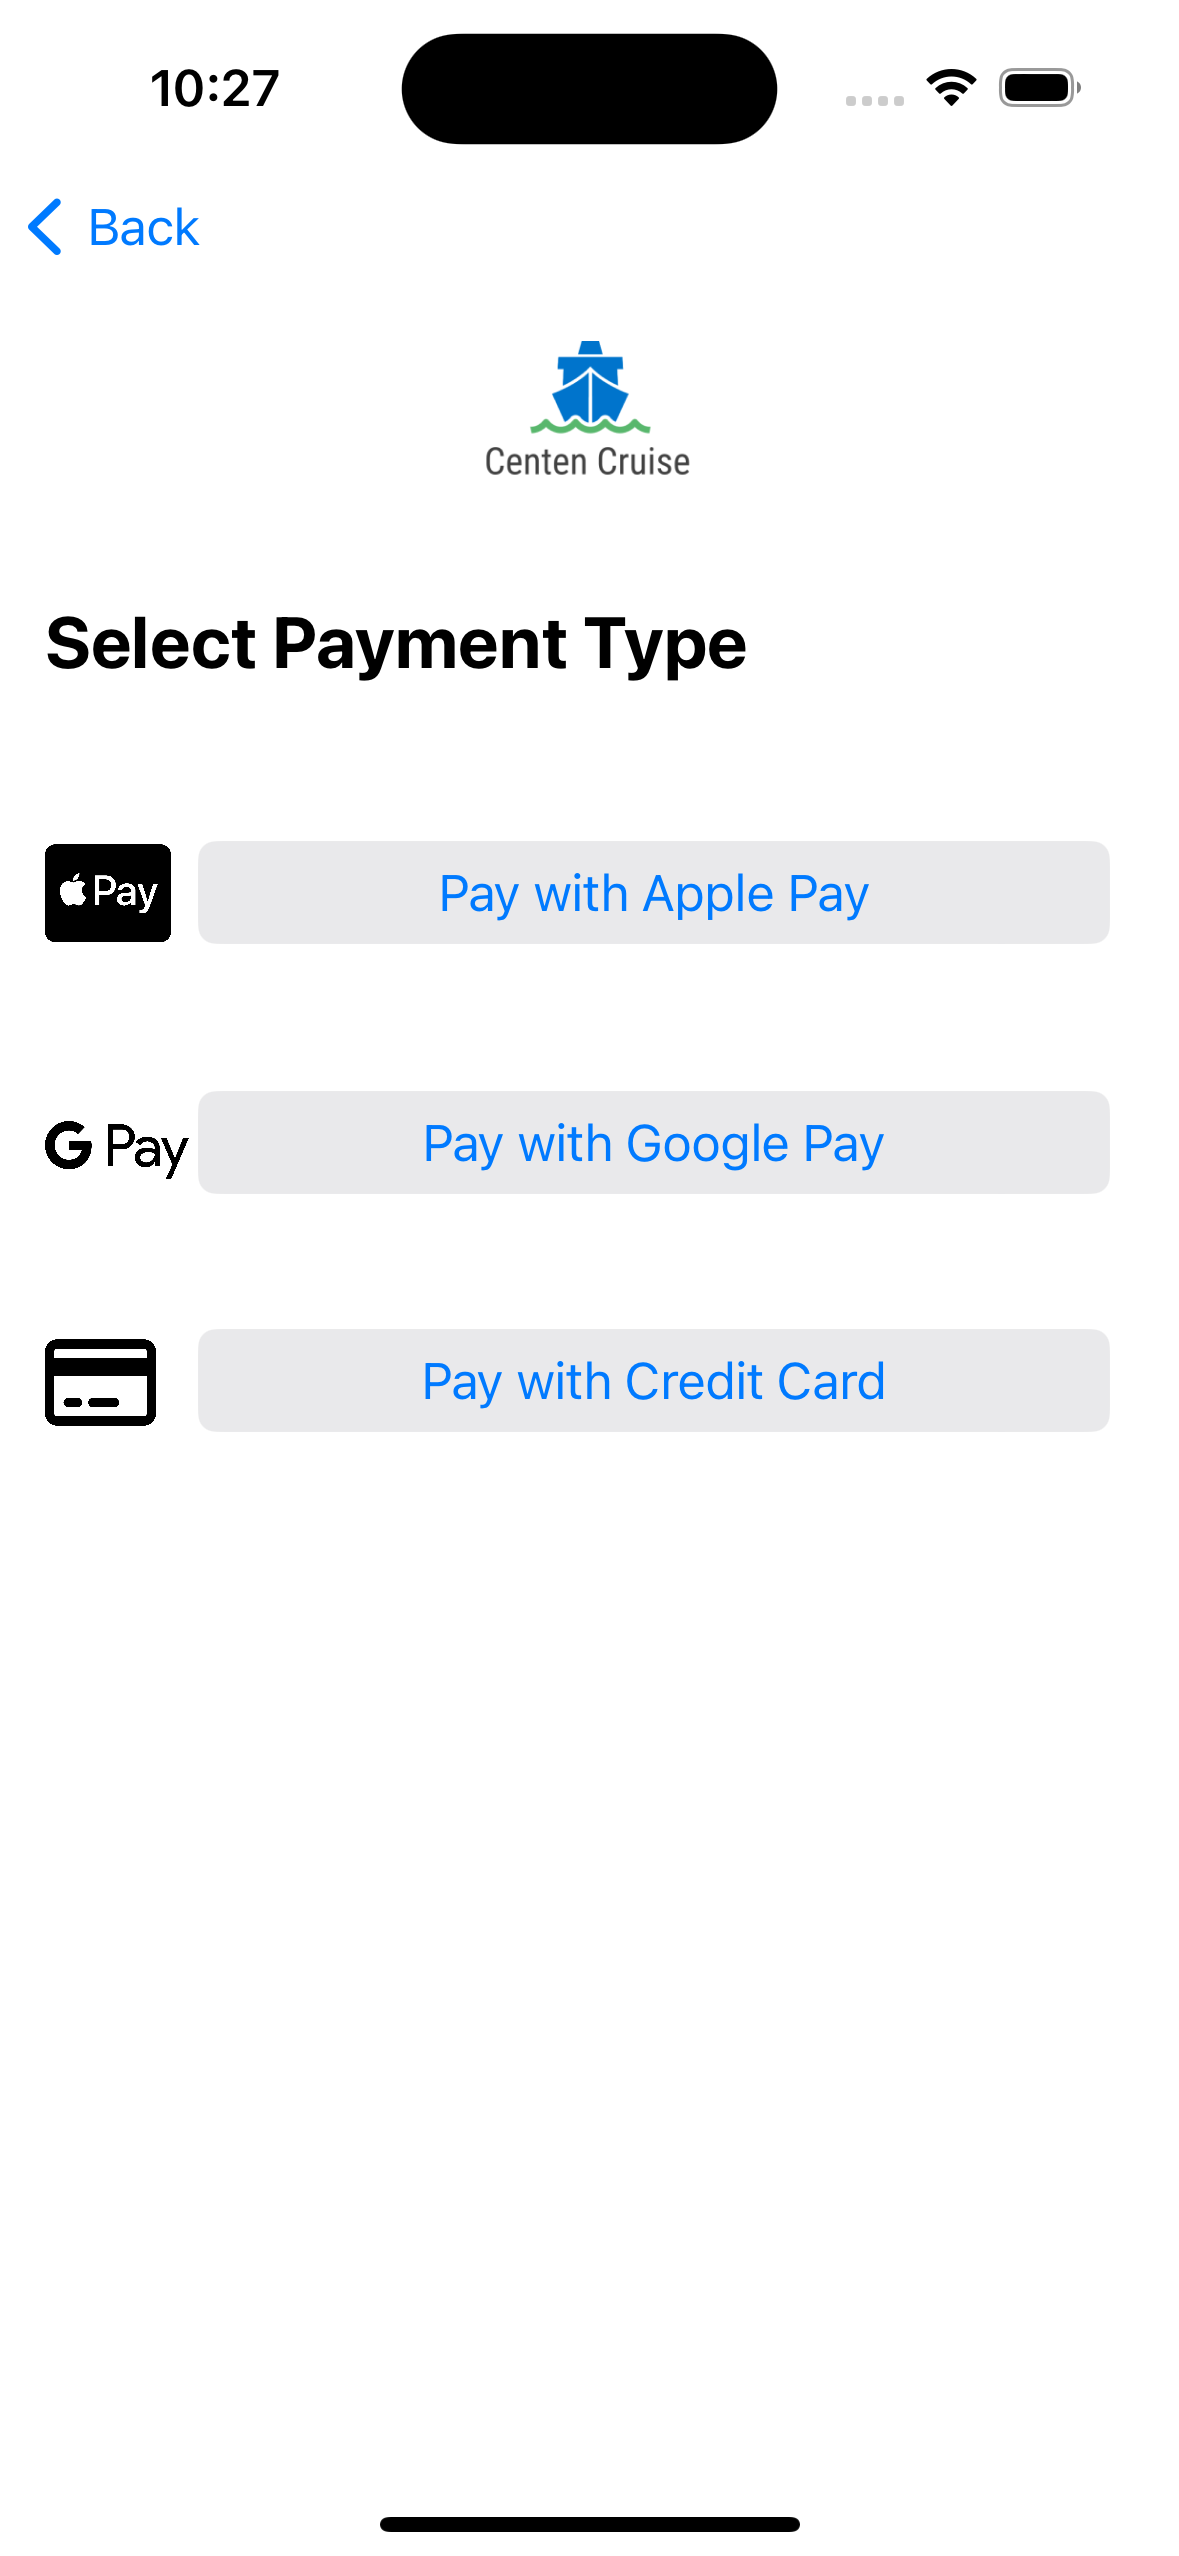 10:27
Back
Centen Cruise
Select Payment Type
Pay
Pay with Apple Pay
G Pay
Pay with Google Pay
Pay with Credit Card